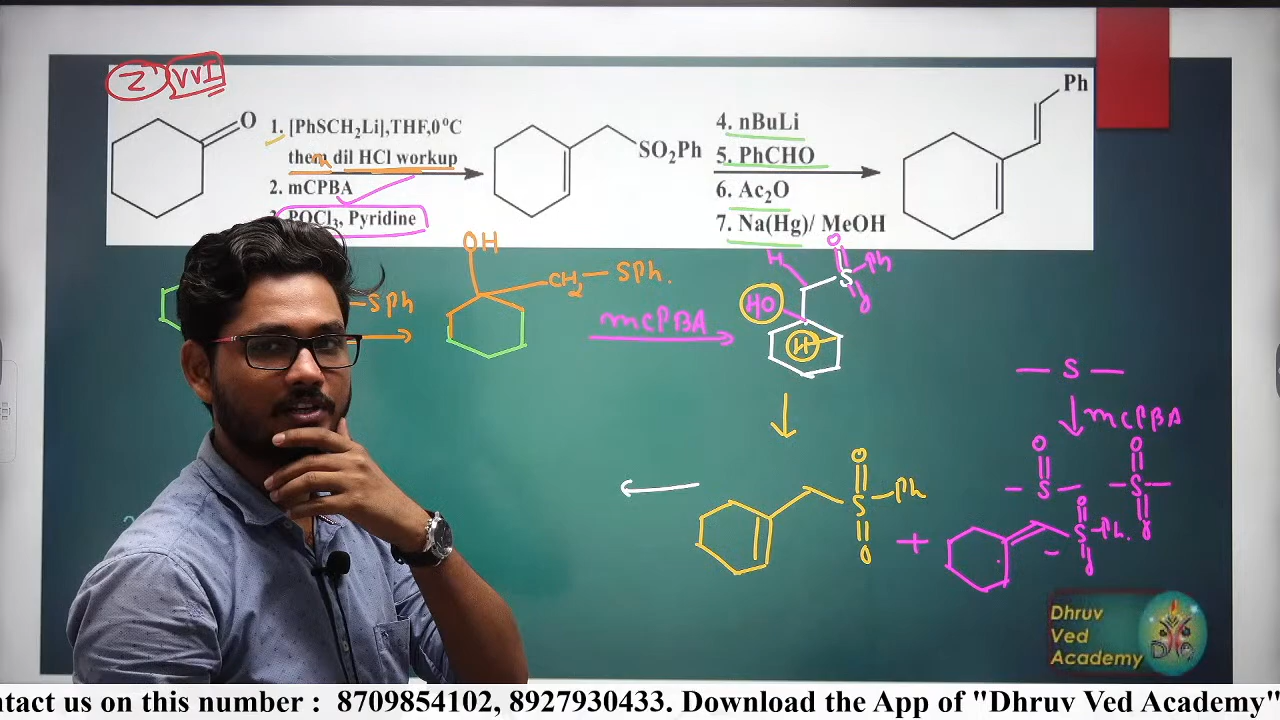 2 VVI
O
1. [PhSCH2Li],THF,0°C
them dil HCl workup
2. mCPBA
POCl3, Pyridine
SO2Ph
4. nBuLi
5. PhCHO
6. Ac2O
7. Na(Hg)/ MeOH
Ph
SPh
OH
CH2 — SPh.
mCPBA
H
HO
H
O
S
Ph
O
O
S
Ph
O
+
S
mCPBA
O
S
O
S
O
O
S
Ph.
O
Dhruv
Ved
Academy
ntact us on this number : 8709854102, 8927930433. Download the App of "Dhruv Ved Academy"